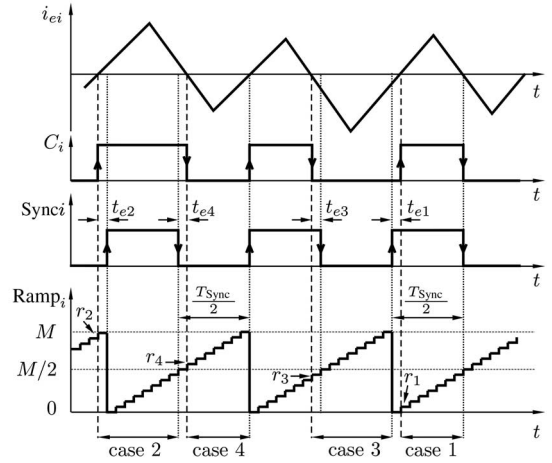 i_ei
t
C_i
t
Synci
t_e2
t_e4
t_e3
t_e1
t
Ramp_i
T_Sync/2
T_Sync/2
M
r_2
M/2
r_4
r_3
r_1
0
t
case 2
case 4
case 3
case 1